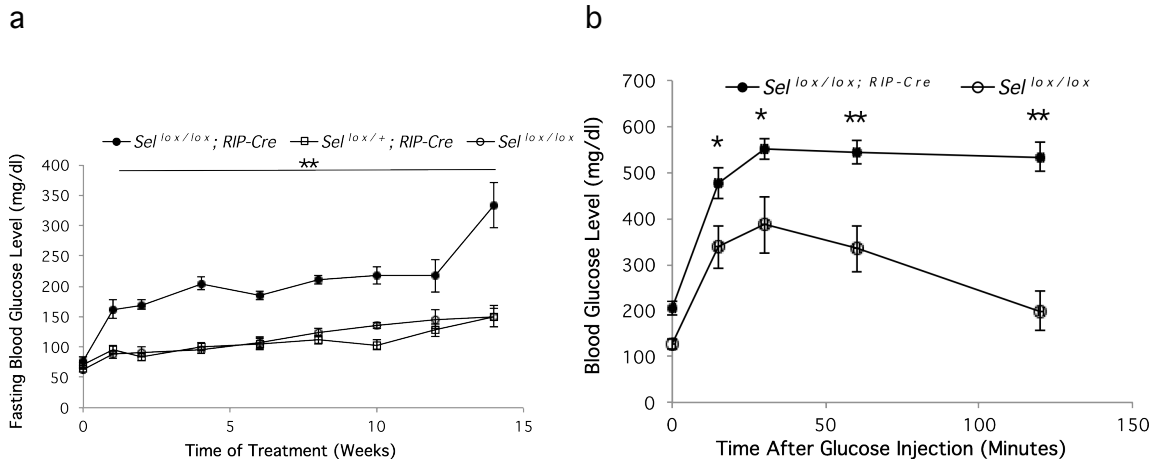 a
Sel lox/lox; RIP-Cre Sel lox/+; RIP-Cre Sel lox/lox
**
400
350
300
250
200
150
100
50
0
0 5 10 15
Fasting Blood Glucose Level (mg/dl)
Time of Treatment (Weeks)
b
Sel lox/lox; RIP-Cre Sel lox/lox
* * ** **
700
600
500
400
300
200
100
0
0 50 100 150
Blood Glucose Level (mg/dl)
Time After Glucose Injection (Minutes)